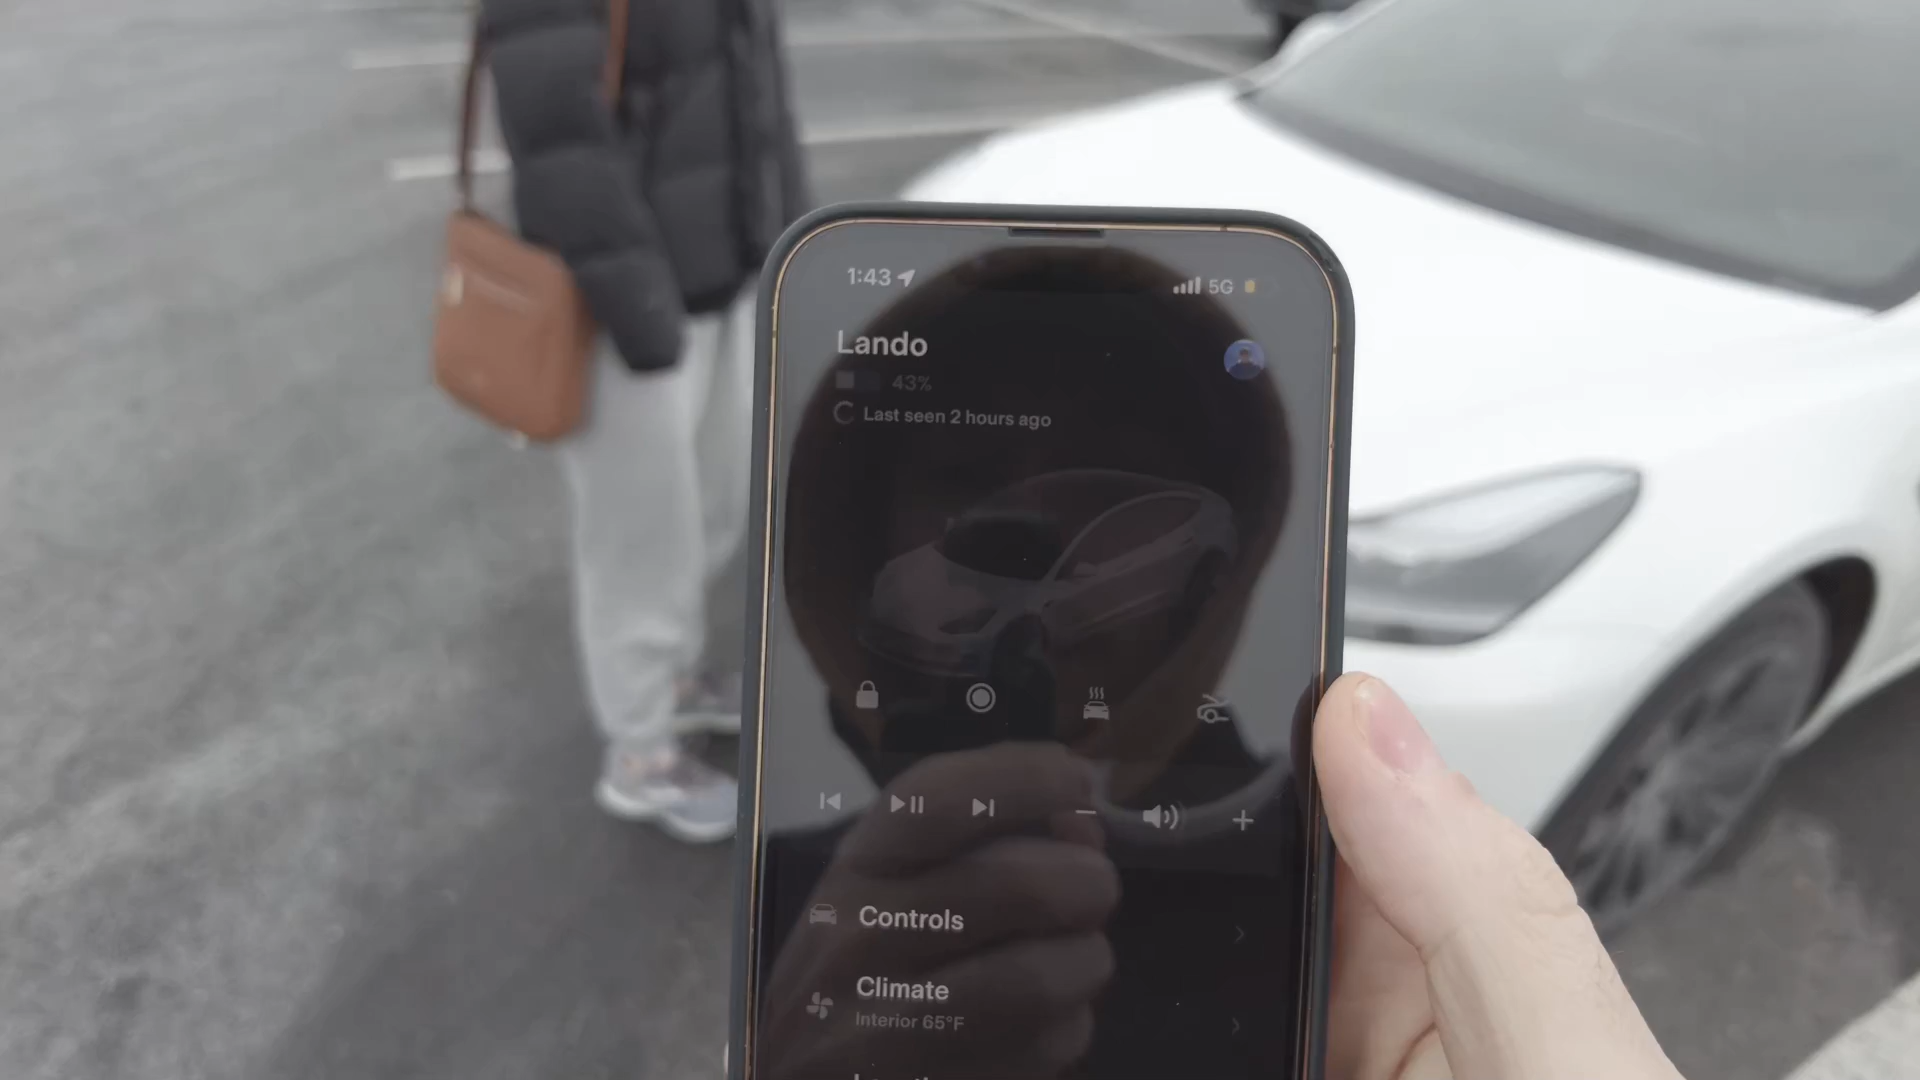 1:43 5G
Lando
43%
Last seen 2 hours ago
Controls
Climate
Interior 65°F